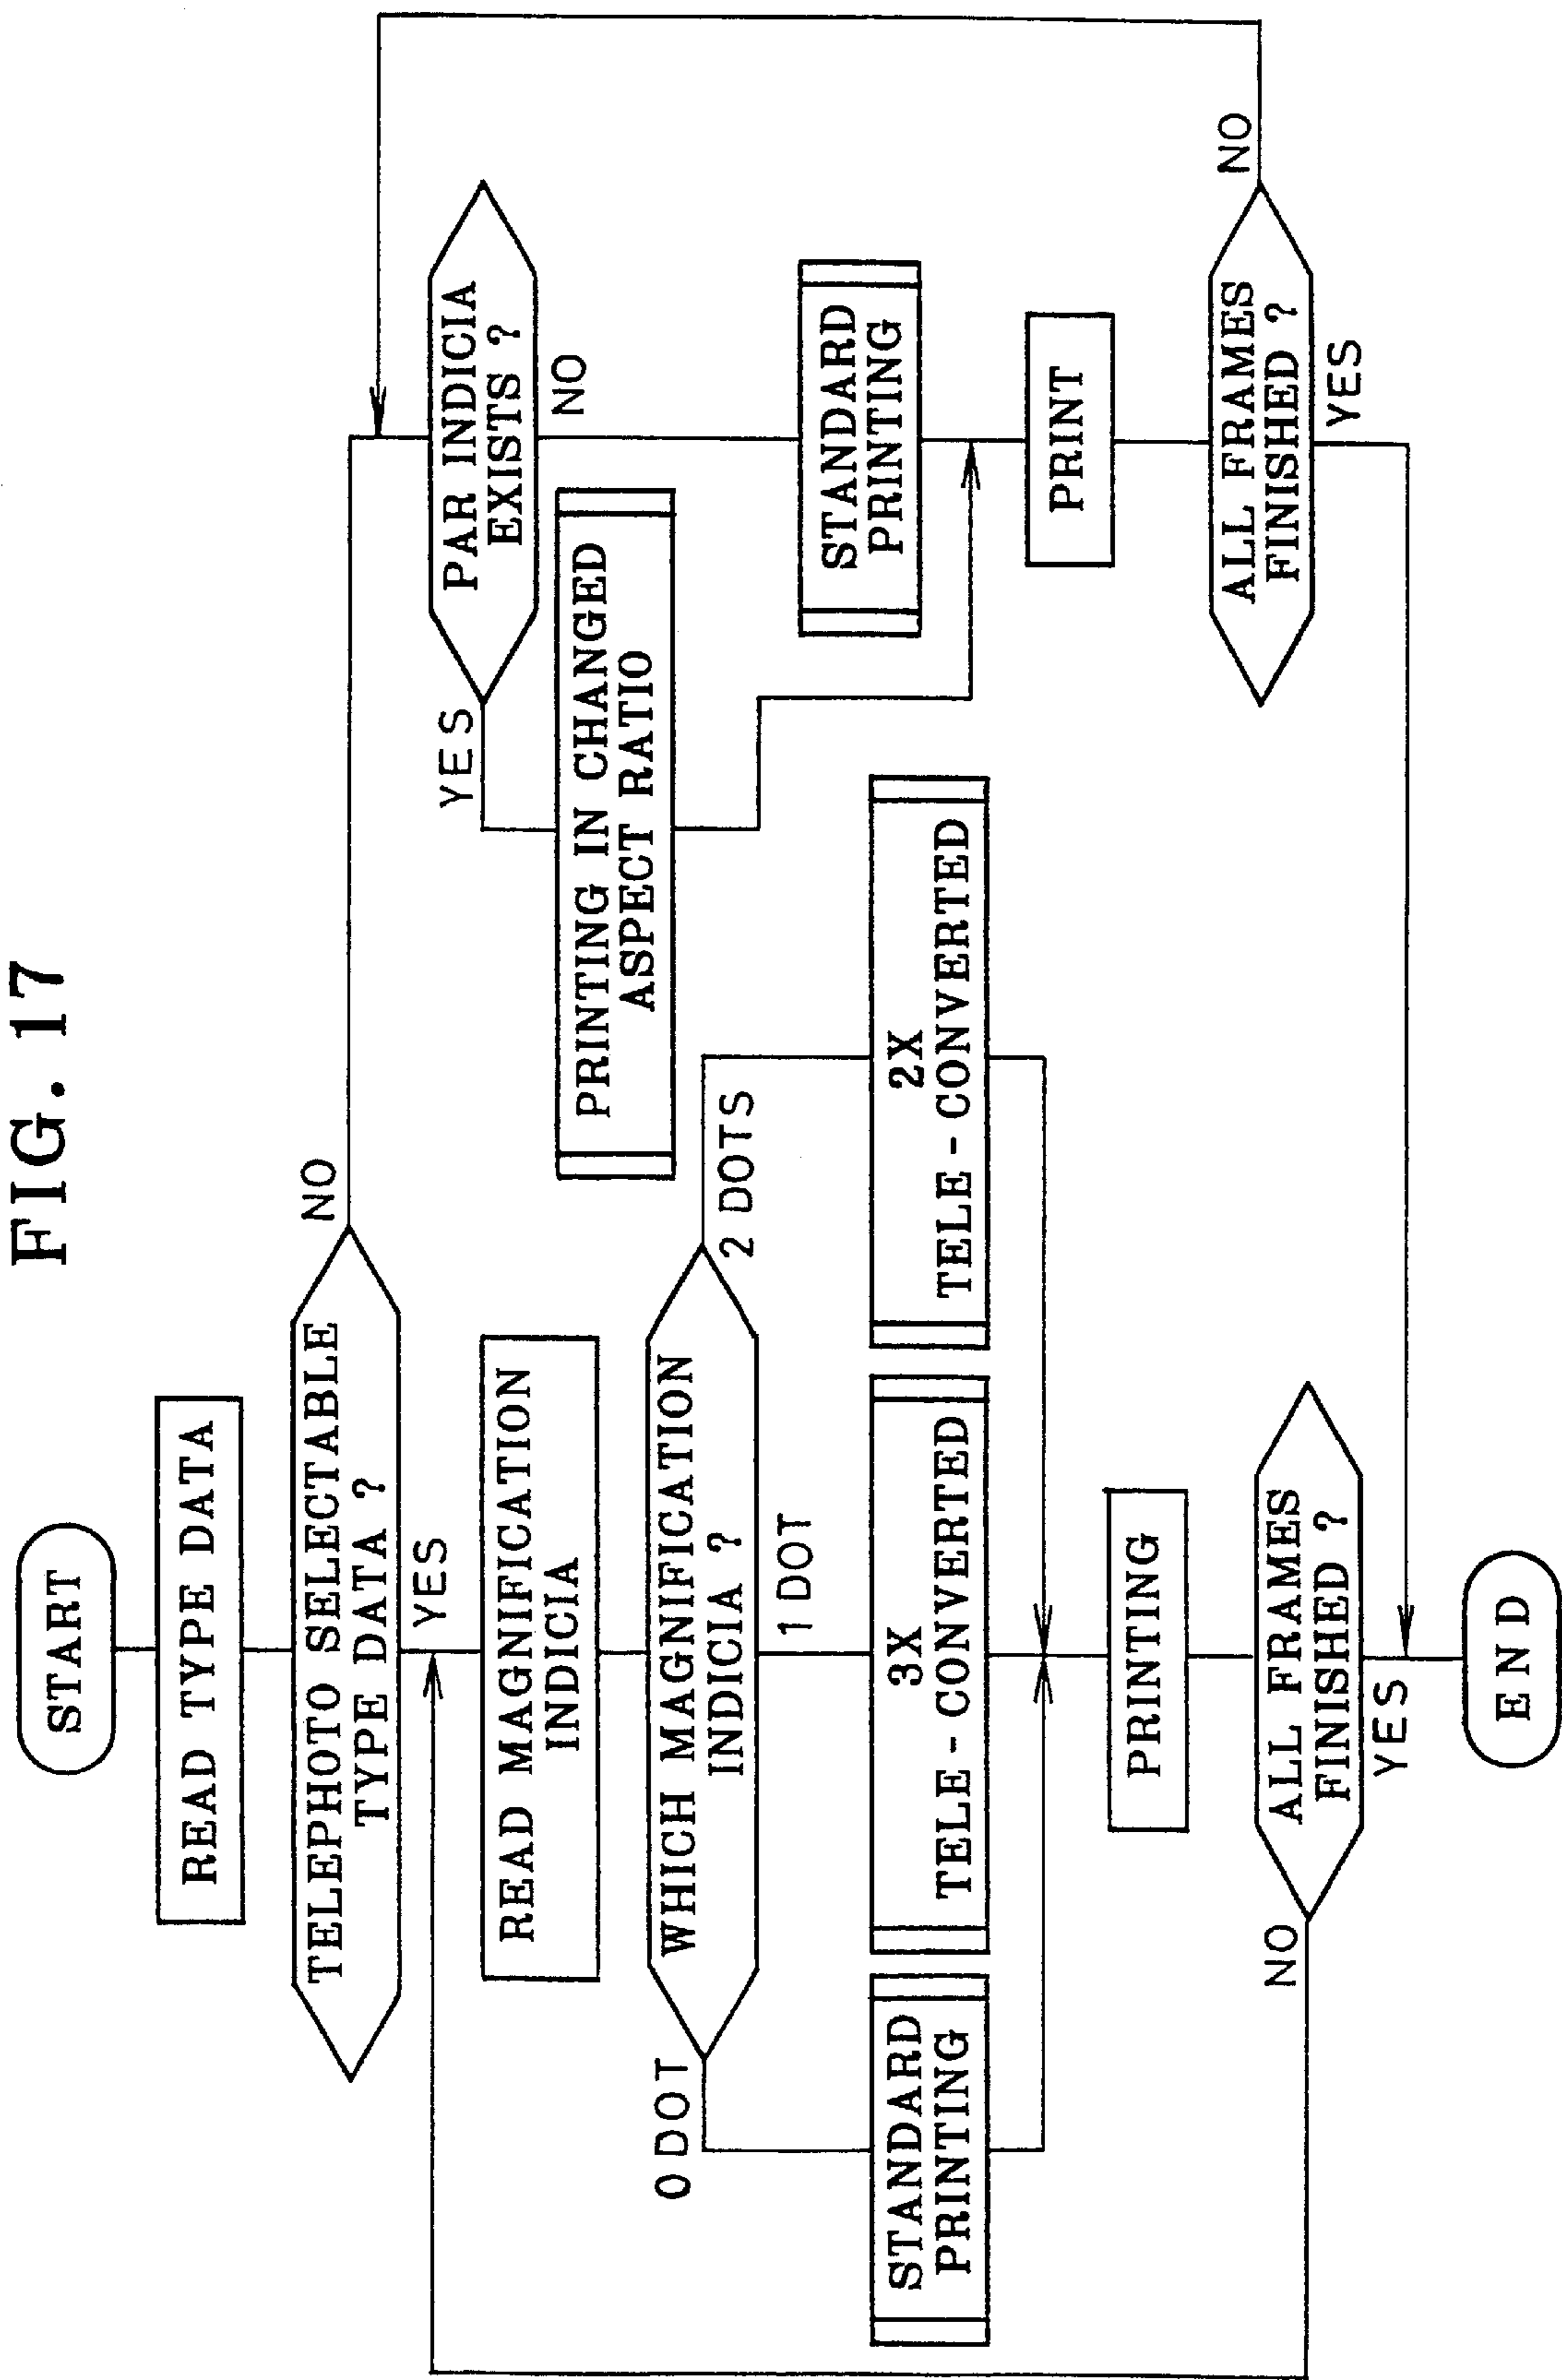 FIG. 17
START
READ TYPE DATA
TELEPHOTO SELECTABLE
TYPE DATA ?
NO
YES
READ MAGNIFICATION
INDICIA
WHICH MAGNIFICATION
INDICIA ?
0 DOT
1 DOT
2 DOTS
STANDARD
PRINTING
3X
TELE - CONVERTED
2X
TELE - CONVERTED
PRINTING
ALL FRAMES
FINISHED ?
NO
YES
END
PAR INDICIA
EXISTS ?
YES
NO
PRINTING IN CHANGED
ASPECT RATIO
STANDARD
PRINTING
PRINT
ALL FRAMES
FINISHED ?
NO
YES